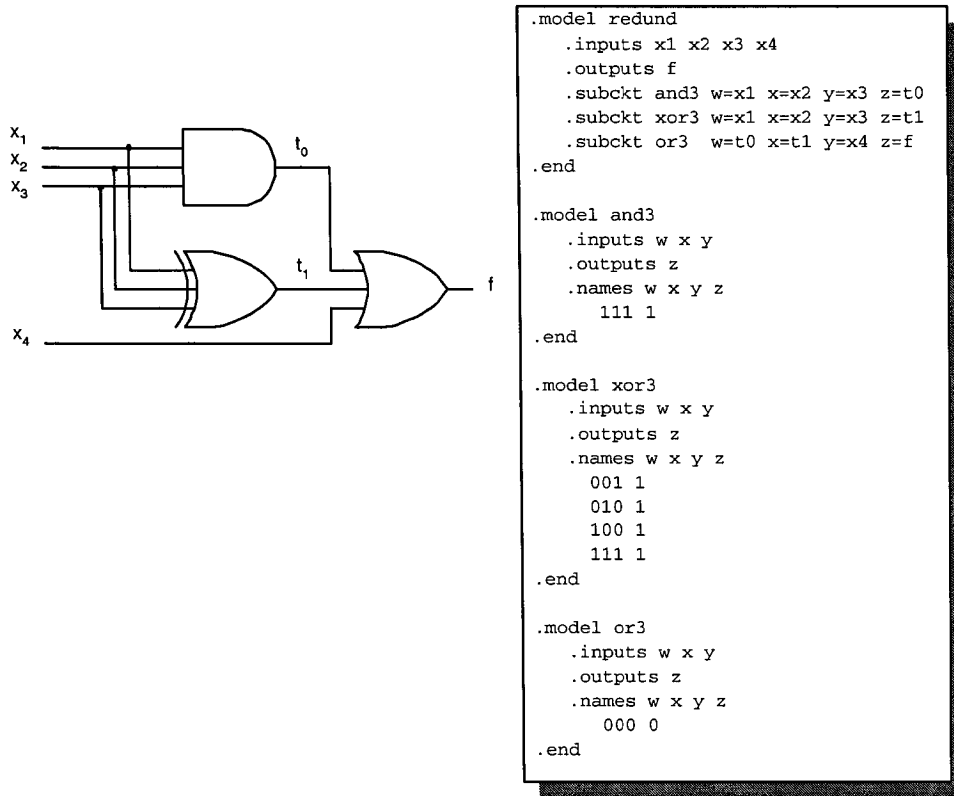 x1
x2
x3
x4
t0
t1
f
.model redund
.inputs x1 x2 x3 x4
.outputs f
.subckt and3 w=x1 x=x2 y=x3 z=t0
.subckt xor3 w=x1 x=x2 y=x3 z=t1
.subckt or3 w=t0 x=t1 y=x4 z=f
.end
.model and3
.inputs w x y
.outputs z
.names w x y z
111 1
.end
.model xor3
.inputs w x y
.outputs z
.names w x y z
001 1
010 1
100 1
111 1
.end
.model or3
.inputs w x y
.outputs z
.names w x y z
000 0
.end